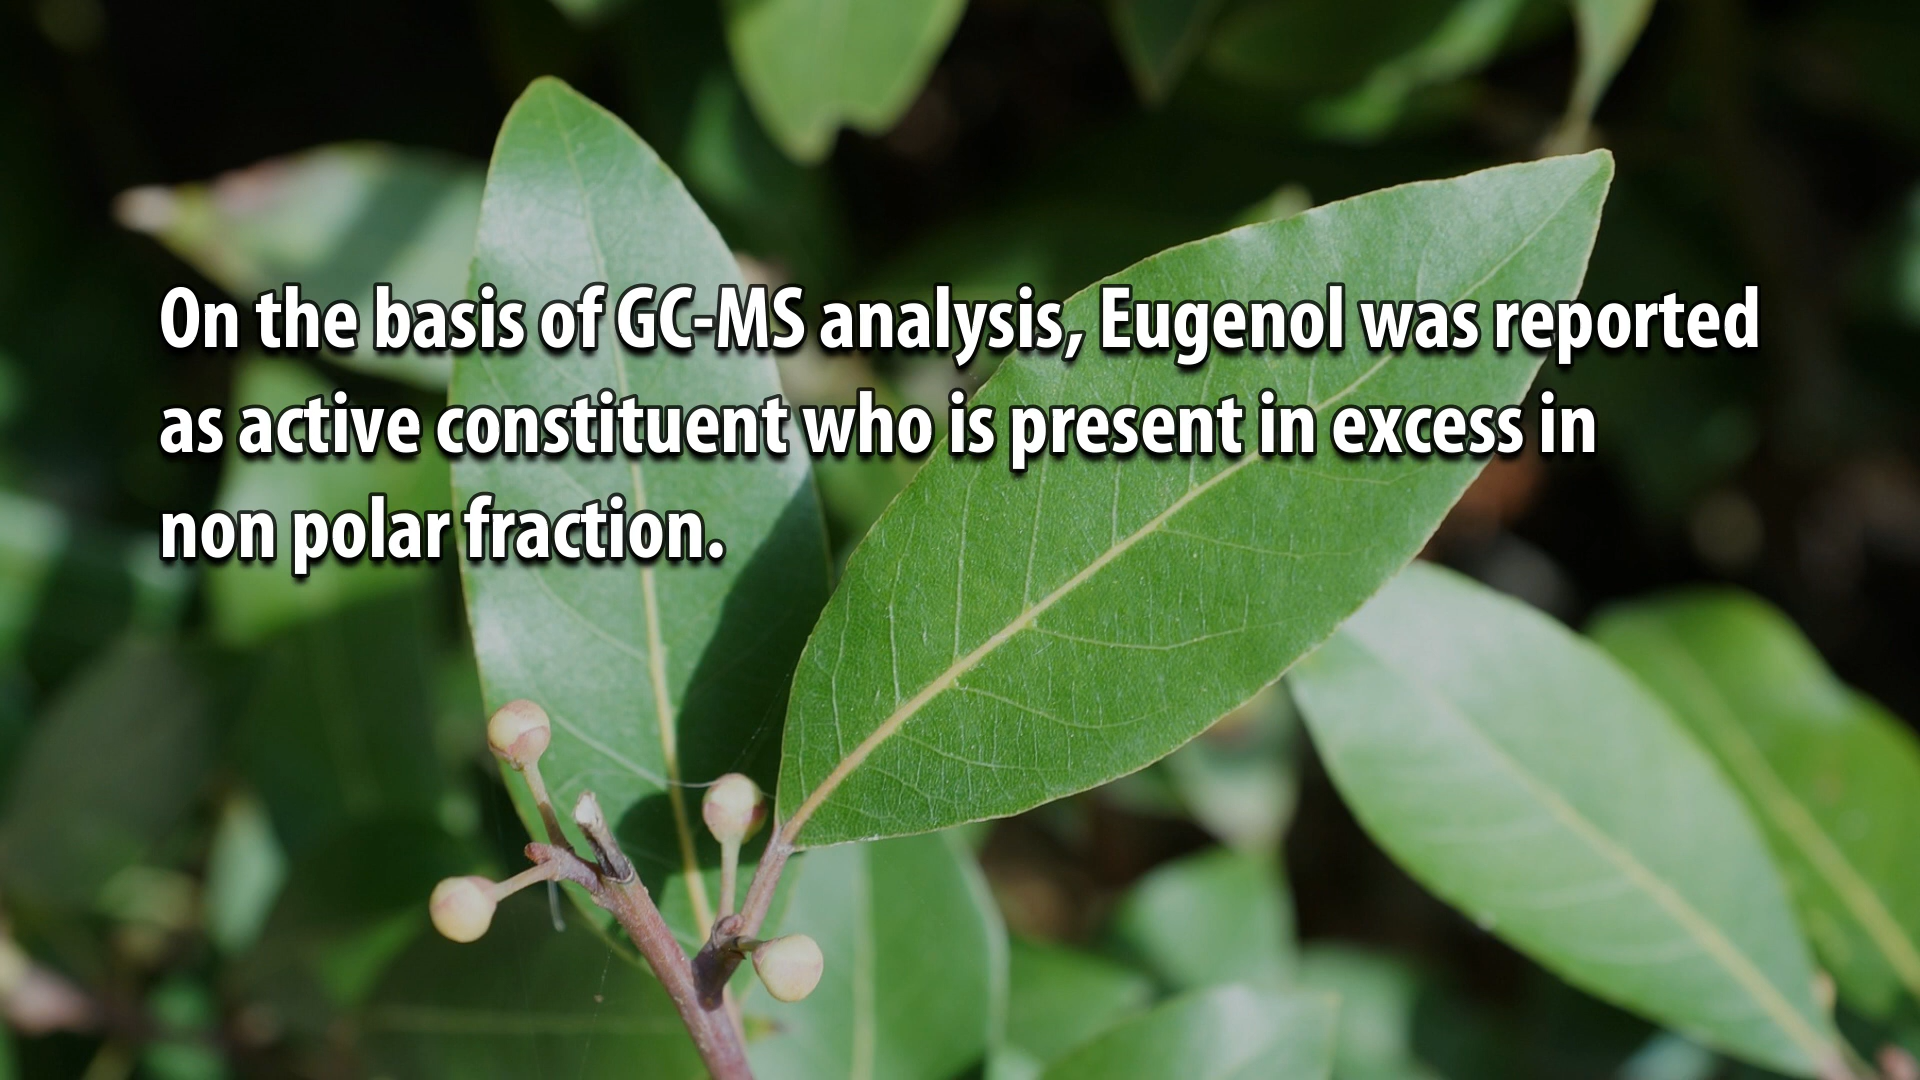 On the basis of GC-MS analysis, Eugenol was reported
as active constituent who is present in excess in
non polar fraction.